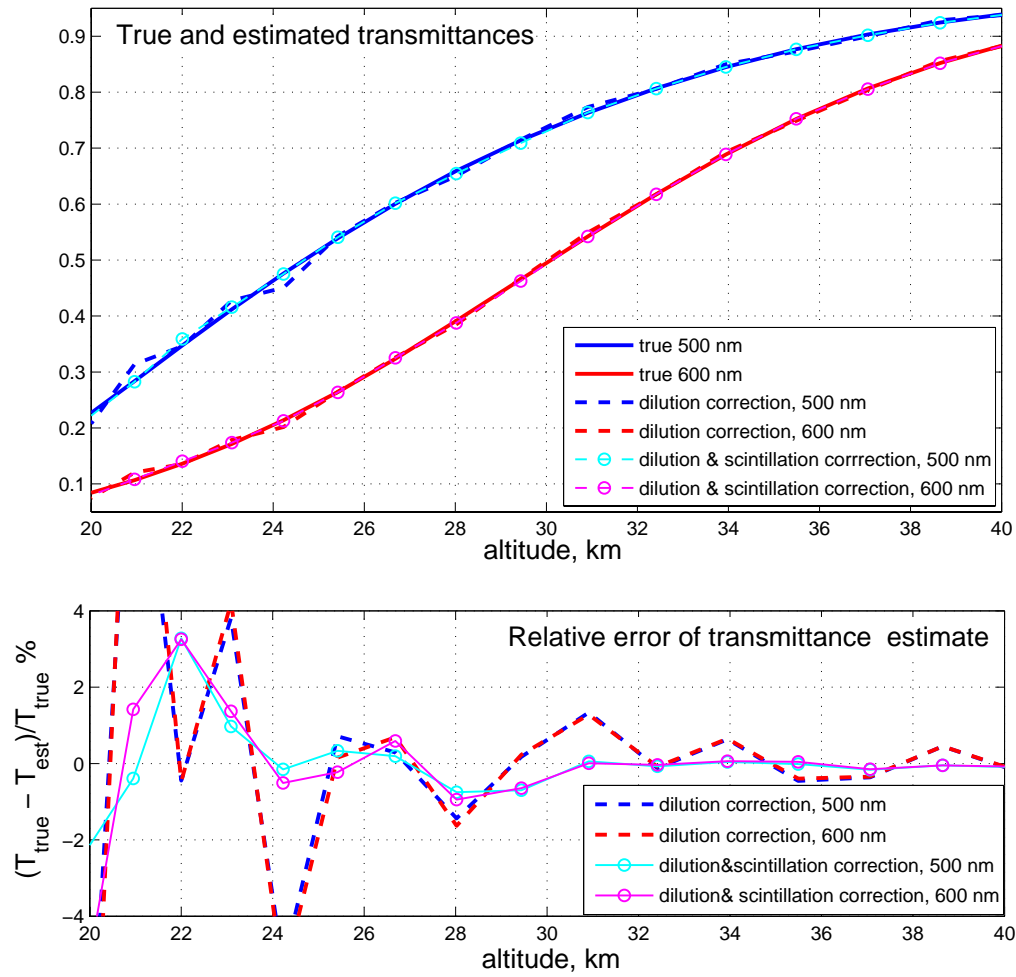 True and estimated transmittances
0.9
0.8
0.7
0.6
0.5
0.4
0.3
0.2
0.1
true 500 nm
true 600 nm
dilution correction, 500 nm
dilution correction, 600 nm
dilution & scintillation corrrection, 500 nm
dilution & scintillation correction, 600 nm
20 22 24 26 28 30 32 34 36 38 40
altitude, km
Relative error of transmittance estimate
(T_true − T_est)/T_true %
4
2
0
−2
−4
dilution correction, 500 nm
dilution correction, 600 nm
dilution&scintillation correction, 500 nm
dilution& scintillation correction, 600 nm
20 22 24 26 28 30 32 34 36 38 40
altitude, km